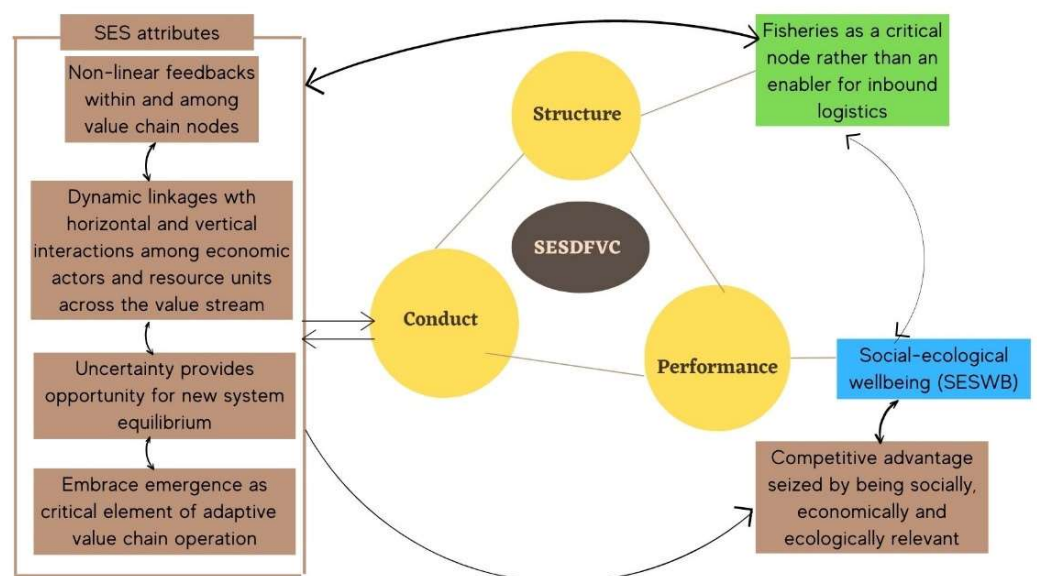 SES attributes
Non-linear feedbacks
within and among
value chain nodes
Dynamic linkages wth
horizontal and vertical
interactions among economic
actors and resource units
across the value stream
Uncertainty provides
opportunity for new system
equilibrium
Embrace emergence as
critical element of adaptive
value chain operation
Structure
SESDFVC
Conduct
Performance
Fisheries as a critical
node rather than an
enabler for inbound
logistics
Social-ecological
wellbeing (SESWB)
Competitive advantage
seized by being socially,
economically and
ecologically relevant